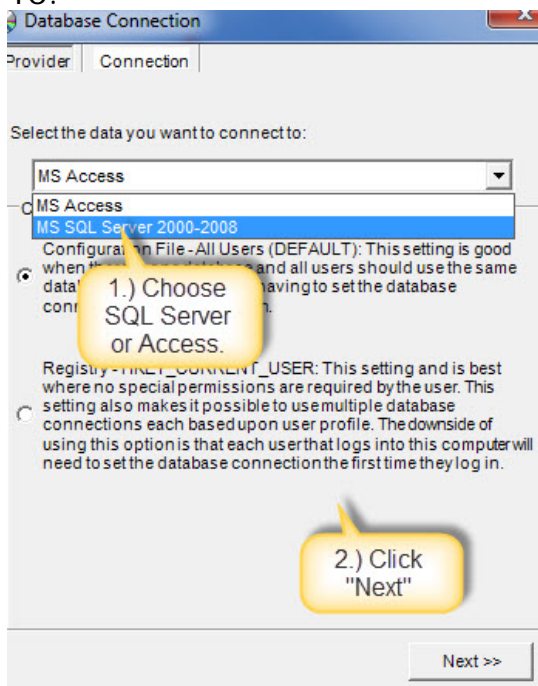 Database Connection
Provider Connection
Select the data you want to connect to:
MS Access
MS Access
MS SQL Server 2000-2008
Configuration File - All Users (DEFAULT): This setting is good
when and all users should use the same
having to set the database
1.) Choose
SQL Server
or Access.
Registry - HKEY_CURRENT_USER: This setting and is best
where no special permissions are required by the user. This
setting also makes it possible to use multiple database
connections each based upon user profile. The downside of
using this option is that each user that logs into this computer will
need to set the database connection the first time they log in.
2.) Click
"Next"
Next >>